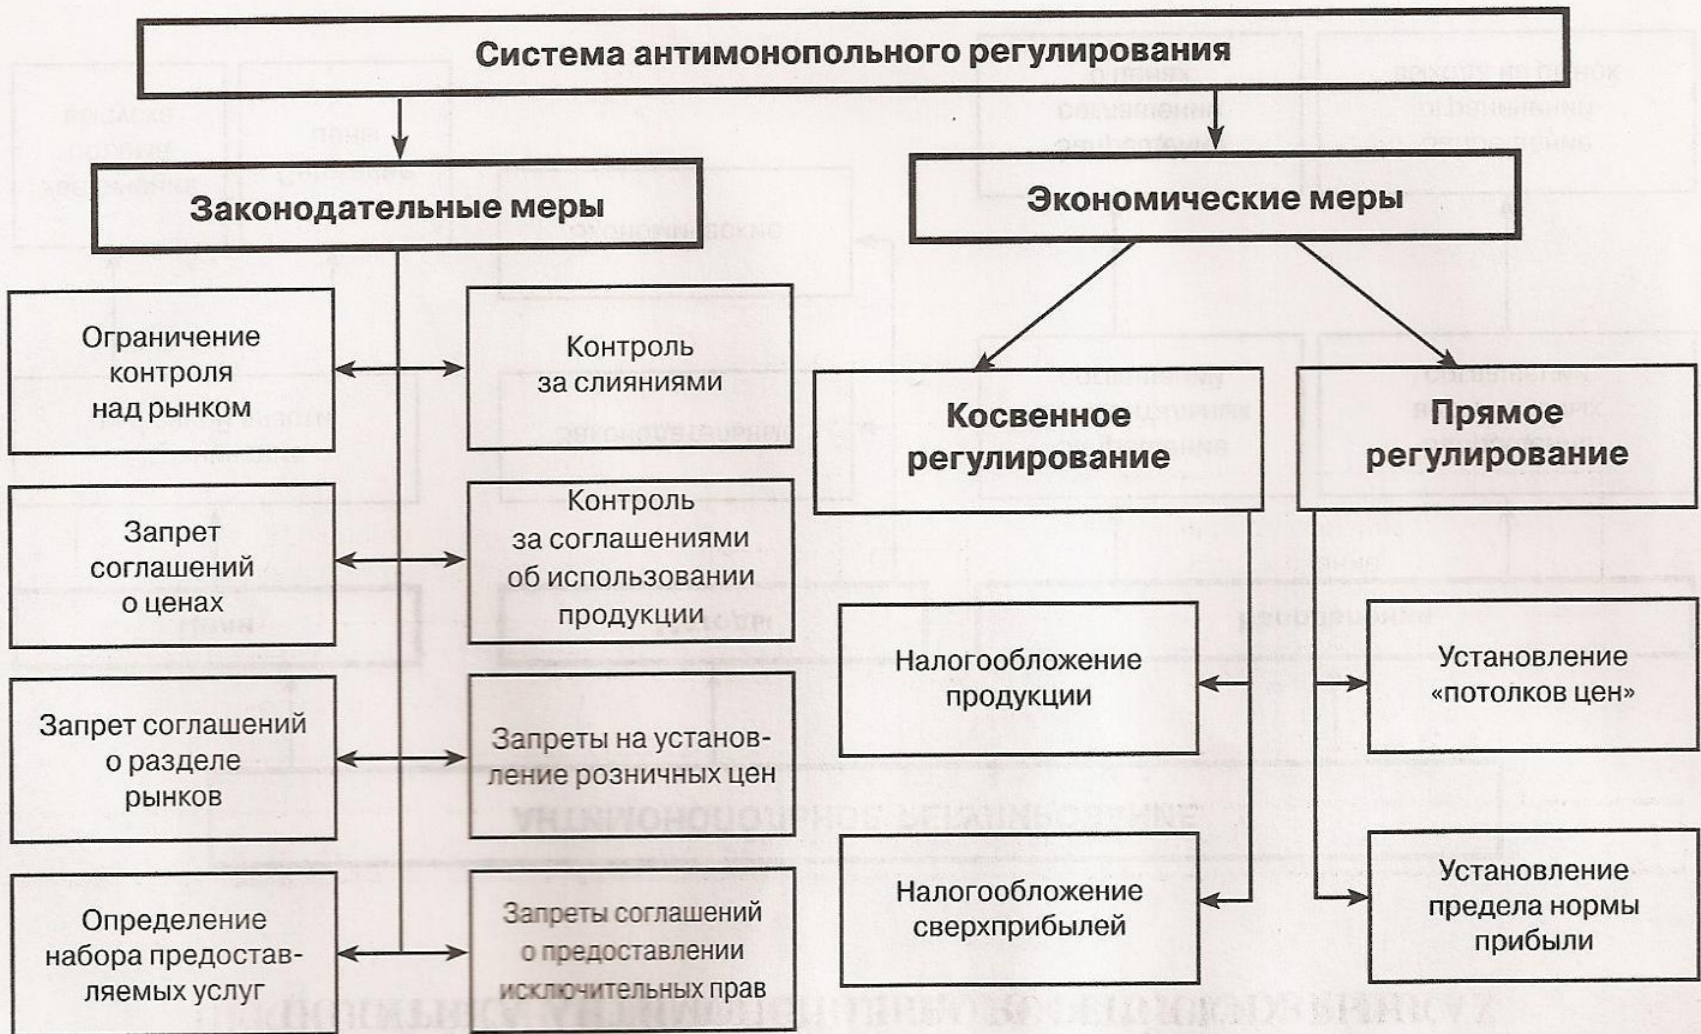 Система антимонопольного регулирования
Законодательные меры
Экономические меры
Ограничение
контроля
над рынком
Контроль
за слияниями
Запрет
соглашений
о ценах
Контроль
за соглашениями
об использовании
продукции
Запрет соглашений
о разделе
рынков
Запреты на установ-
ление розничных цен
Определение
набора предостав-
ляемых услуг
Запреты соглашений
о предоставлении
исключительных прав
Косвенное
регулирование
Прямое
регулирование
Налогообложение
продукции
Установление
«потолков цен»
Налогообложение
сверхприбылей
Установление
предела нормы
прибыли